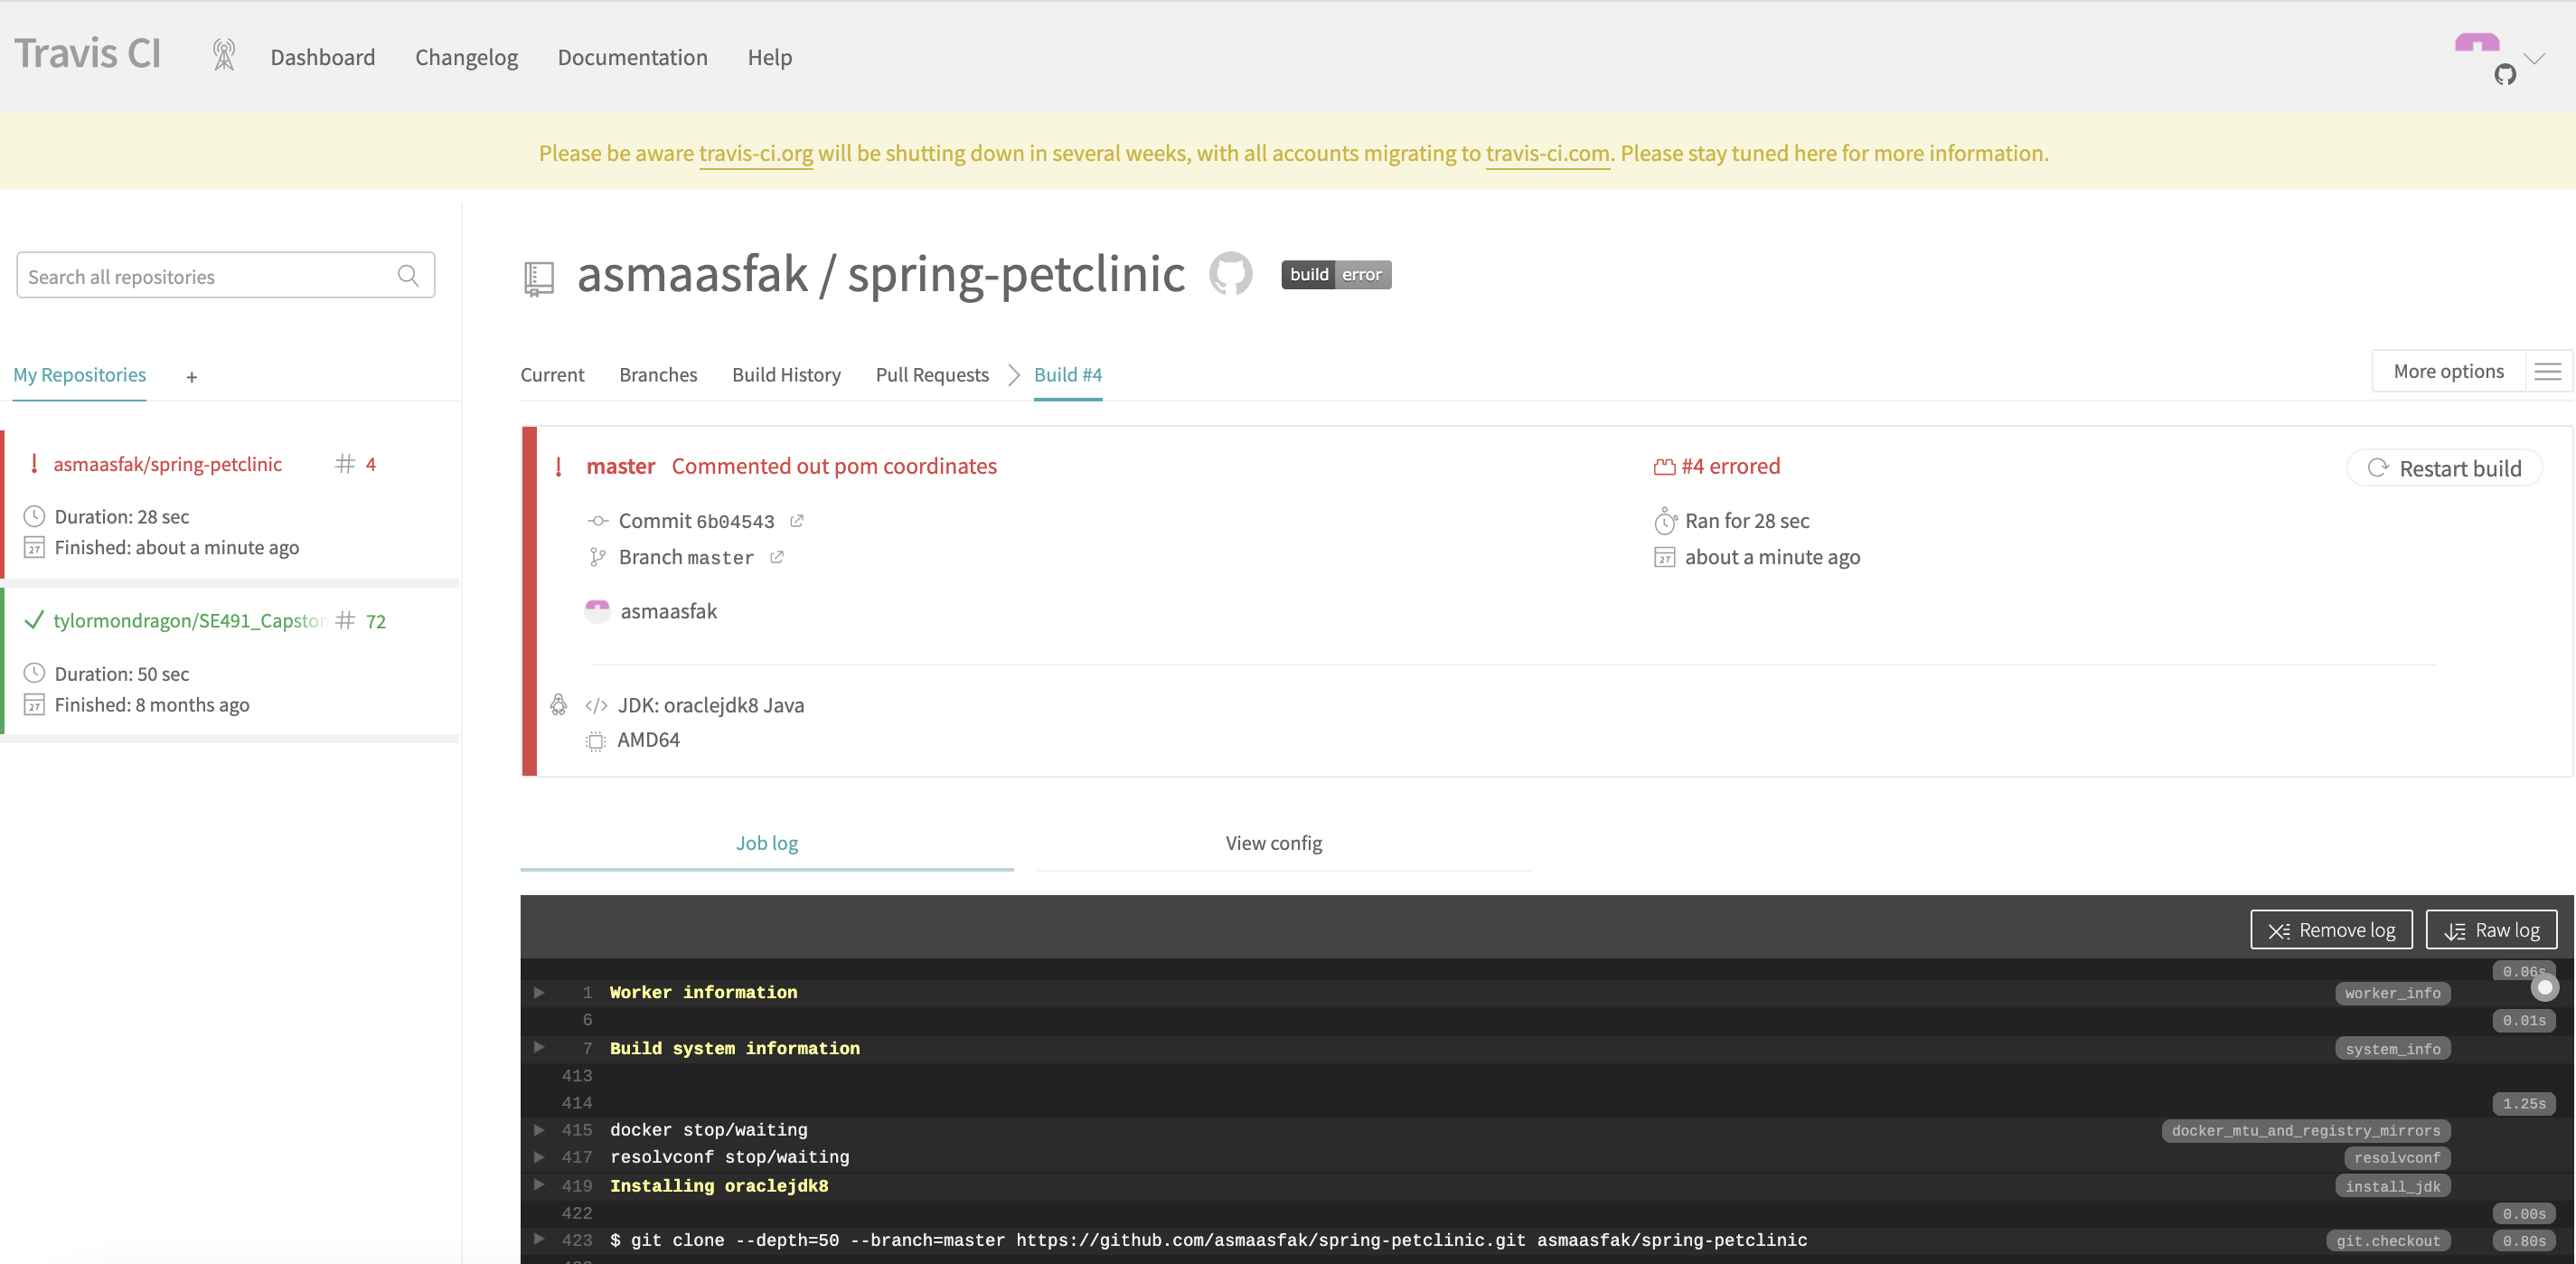 Travis CI
Dashboard
Changelog
Documentation
Help
Please be aware travis-ci.org will be shutting down in several weeks, with all accounts migrating to travis-ci.com. Please stay tuned here for more information.
Search all repositories
My Repositories
+
! asmaasfak/spring-petclinic # 4
Duration: 28 sec
27 Finished: about a minute ago
tylormondragon/SE491_Capstor # 72
Duration: 50 sec
27 Finished: 8 months ago
asmaasfak / spring-petclinic
build error
Current
Branches
Build History
Pull Requests
Build #4
More options
! master Commented out pom coordinates
Commit 6b04543
Branch master
asmaasfak
#4 errored
Ran for 28 sec
27 about a minute ago
Restart build
</> JDK: oraclejdk8 Java
AMD64
Job log
View config
Remove log
Raw log
0.06s
1 Worker information worker_info
6 0.01s
7 Build system information system_info
413
414 1.25s
415 docker stop/waiting docker_mtu_and_registry_mirrors
417 resolvconf stop/waiting resolvconf
419 Installing oraclejdk8 install_jdk
422 0.00s
423 $ git clone --depth=50 --branch=master https://github.com/asmaasfak/spring-petclinic.git asmaasfak/spring-petclinic git.checkout 0.80s